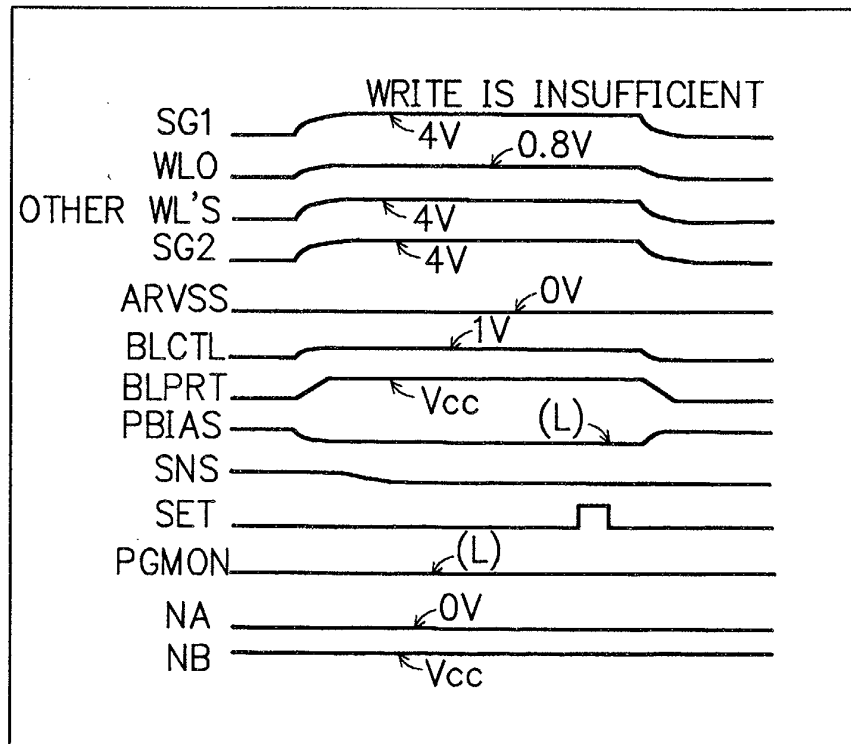 WRITE IS INSUFFICIENT
SG1
4V
WLO
0.8V
OTHER WL'S
4V
SG2
4V
ARVSS
0V
BLCTL
1V
BLPRT
Vcc
PBIAS
(L)
SNS
SET
PGMON
(L)
NA
0V
NB
Vcc